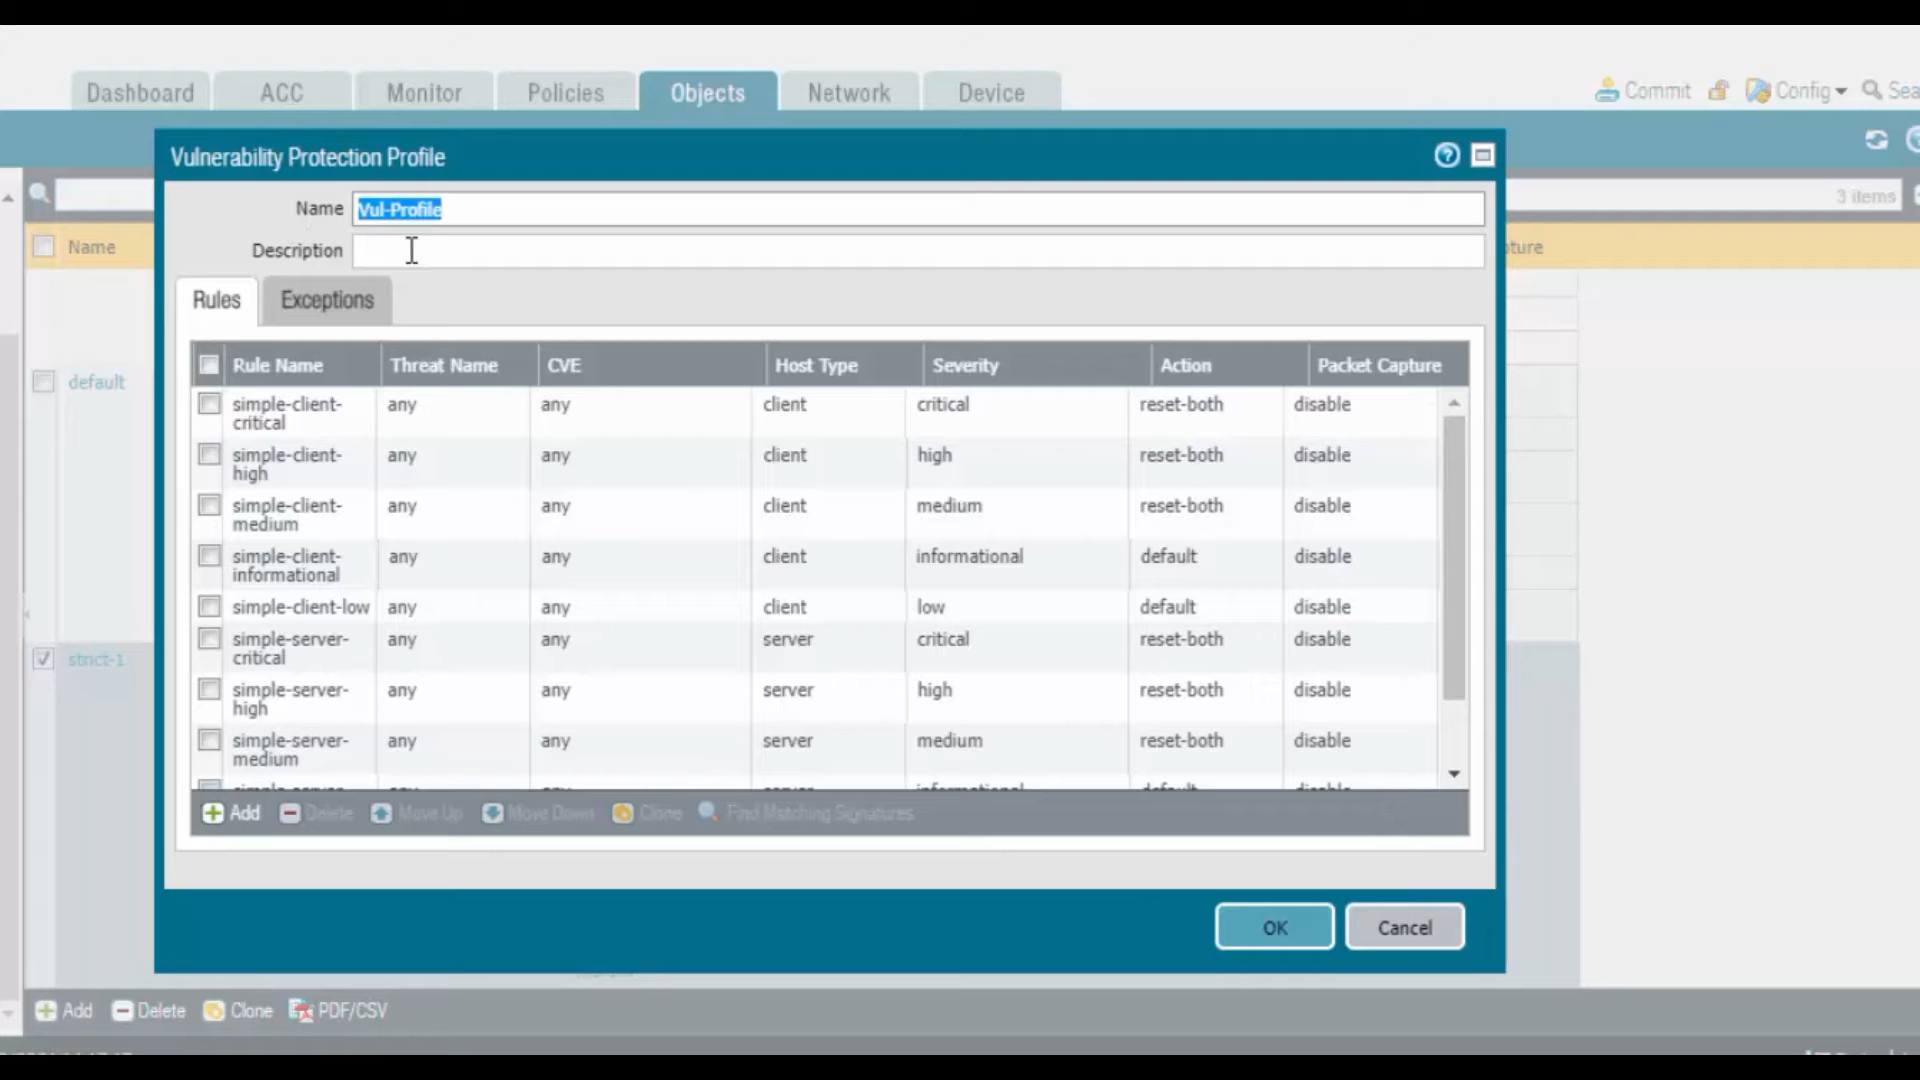 Dashboard ACC Monitor Policies Objects Network Device Commit Config
Vulnerability Protection Profile
Name Vul-Profile
3 items
Description
Name
Rules Exceptions
Rule Name Threat Name CVE Host Type Severity Action Packet Capture
default
simple-client-critical any any client critical reset-both disable
simple-client-high any any client high reset-both disable
simple-client-medium any any client medium reset-both disable
simple-client-informational any any client informational default disable
simple-client-low any any client low default disable
simple-server-critical any any server critical reset-both disable
strict-1
simple-server-high any any server high reset-both disable
simple-server-medium any any server medium reset-both disable
Add Delete Move Up Move Down Clone Find Matching Signatures
OK Cancel
Add Delete Clone PDF/CSV